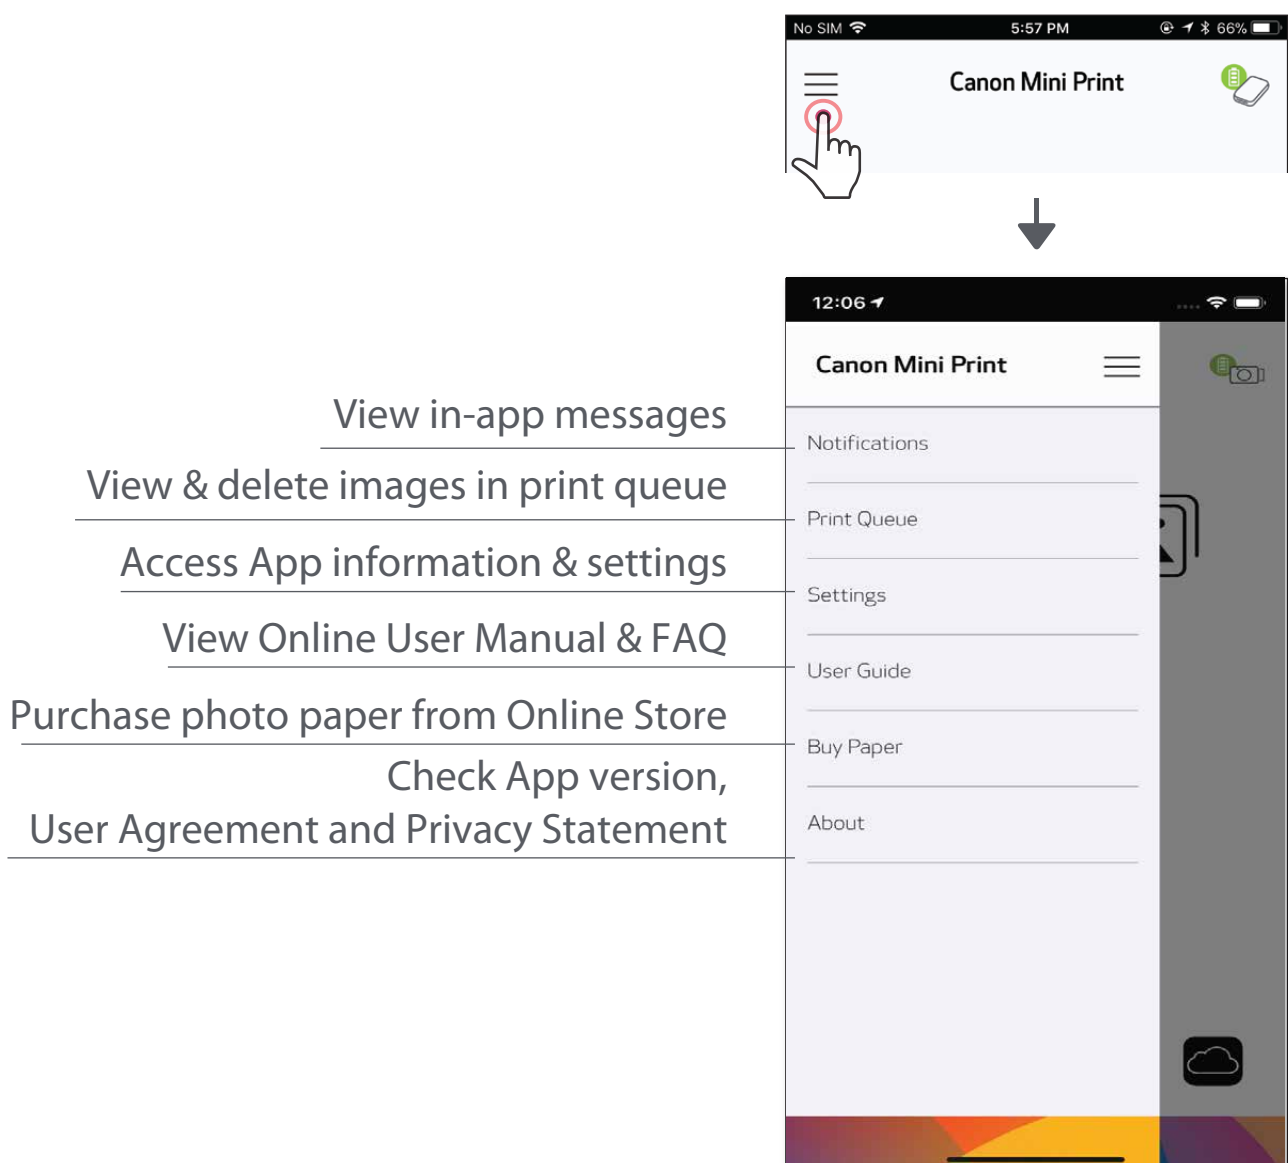 No SIM 5:57 PM 66%
Canon Mini Print
12:06
Canon Mini Print
View in-app messages
Notifications
View & delete images in print queue
Print Queue
Access App information & settings
Settings
View Online User Manual & FAQ
User Guide
Purchase photo paper from Online Store
Buy Paper
Check App version,
User Agreement and Privacy Statement
About